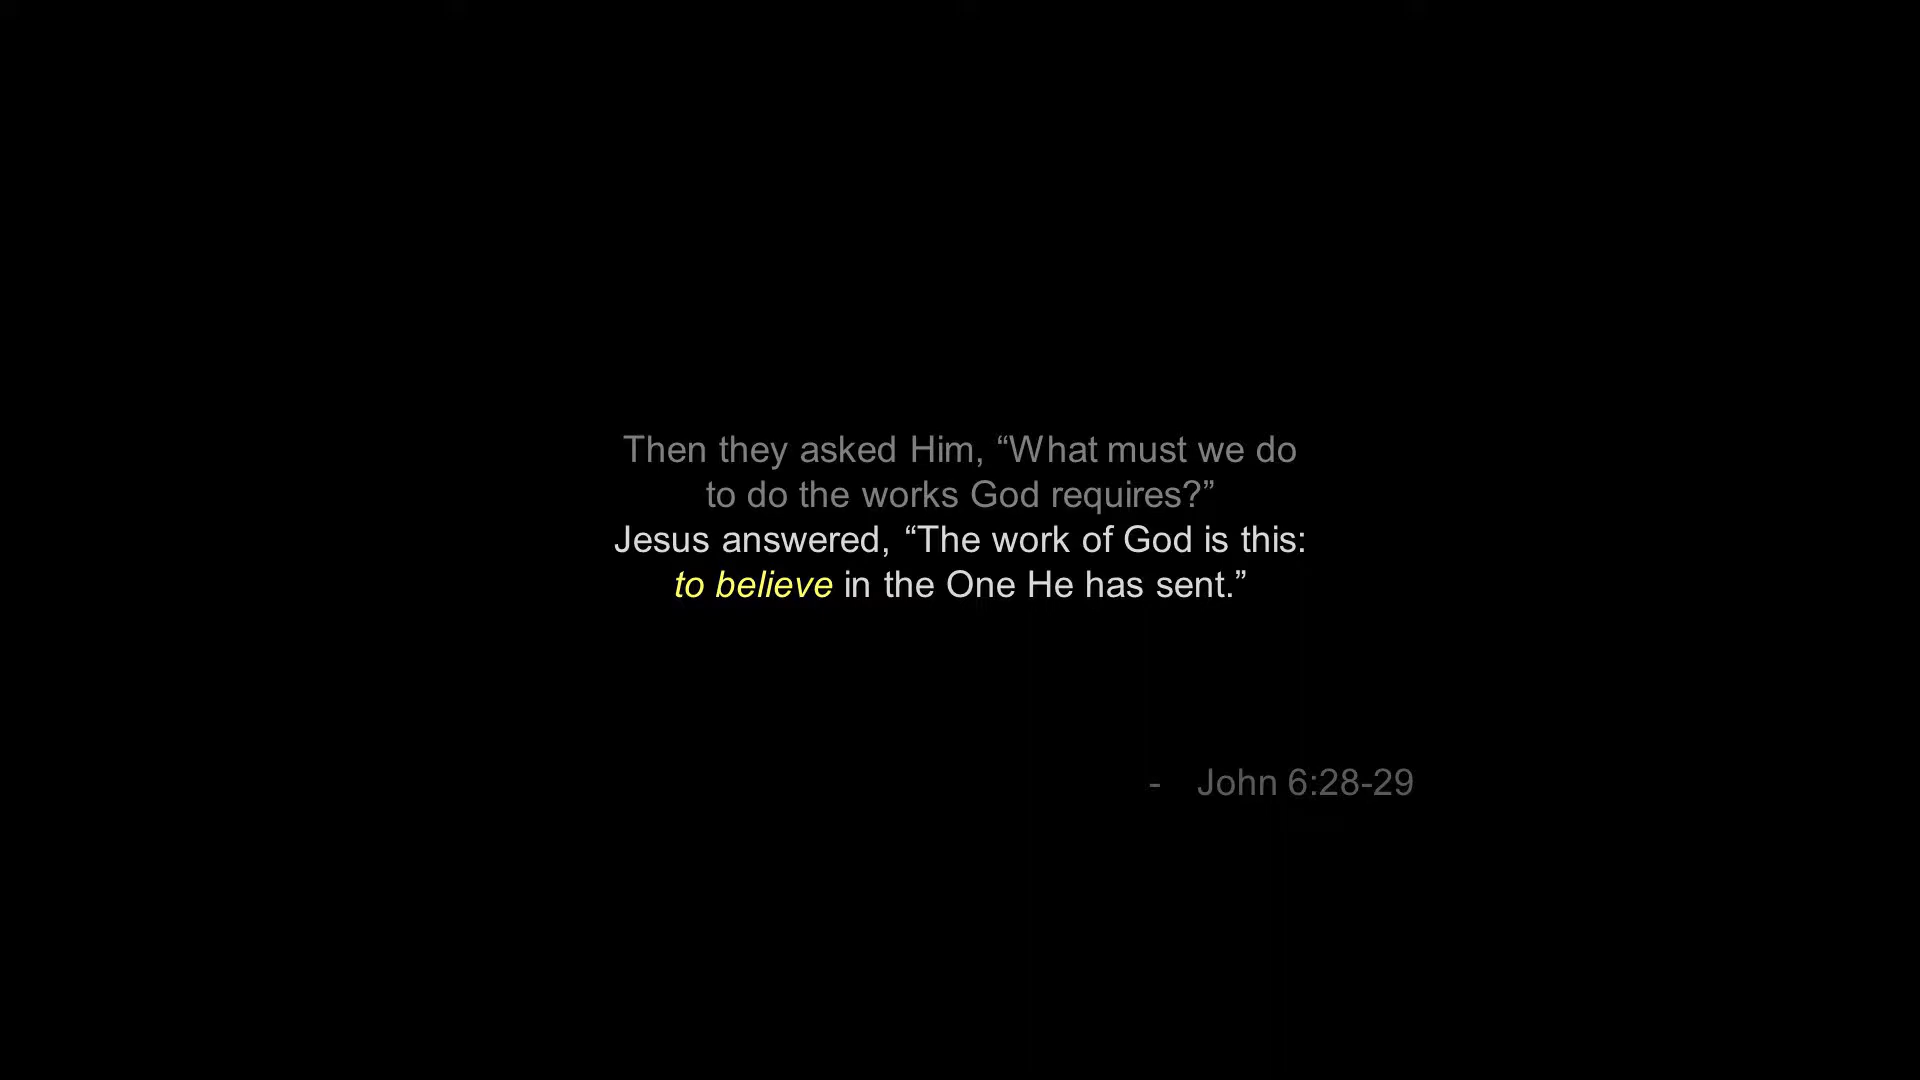 Then they asked Him, “What must we do
to do the works God requires?”
Jesus answered, “The work of God is this:
to believe in the One He has sent.”
- John 6:28-29